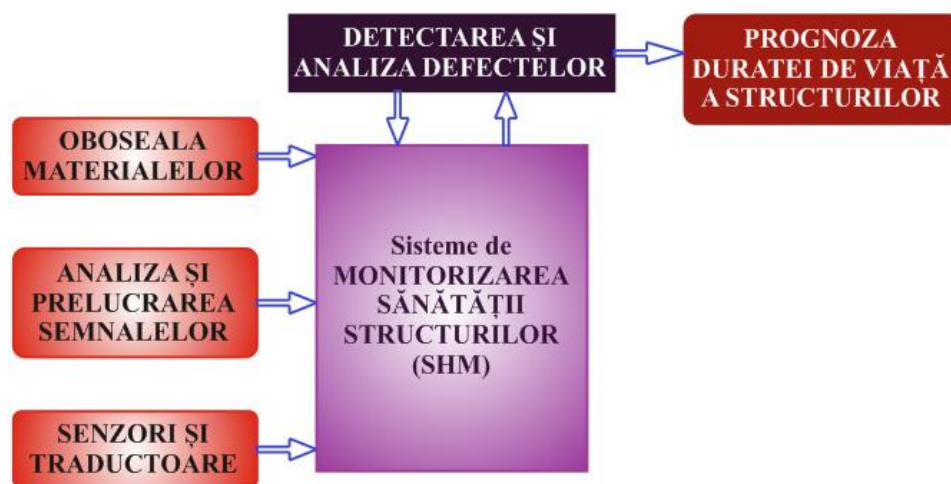 DETECTAREA ȘI
ANALIZA DEFECTELOR
PROGNOZA
DURATEI DE VIAȚĂ
A STRUCTURILOR
OBOSEALA
MATERIALELOR
ANALIZA ȘI
PRELUCRAREA
SEMNALELOR
SENZORI ȘI
TRADUCTOARE
Sisteme de
MONITORIZAREA
SĂNĂTĂȚII
STRUCTURILOR
(SHM)